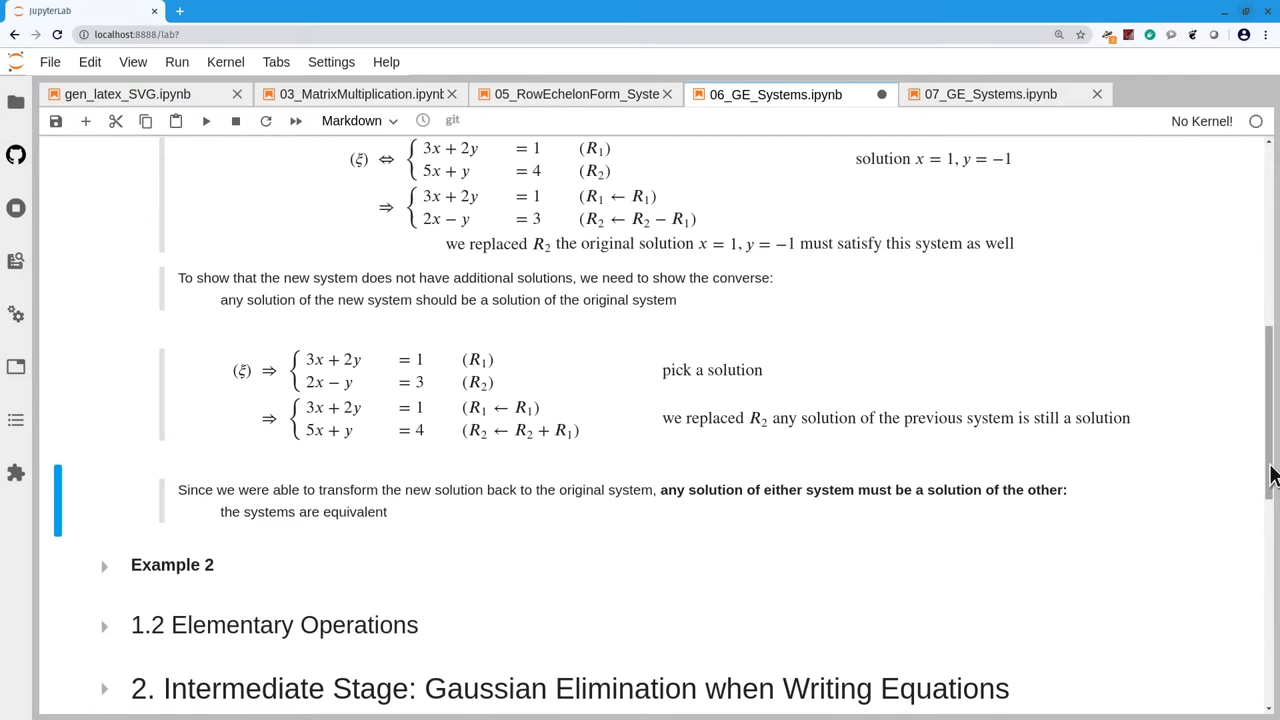 JupyterLab
localhost:8888/lab?
File Edit View Run Kernel Tabs Settings Help
gen_latex_SVG.ipynb 03_MatrixMultiplication.ipynb 05_RowEchelonForm_Syste 06_GE_Systems.ipynb 07_GE_Systems.ipynb
Markdown git No Kernel!
(ξ) ⇔ { 3x + 2y = 1 (R₁) solution x = 1, y = −1
5x + y = 4 (R₂)
⇒ { 3x + 2y = 1 (R₁ ← R₁)
2x − y = 3 (R₂ ← R₂ − R₁)
we replaced R₂ the original solution x = 1, y = −1 must satisfy this system as well
To show that the new system does not have additional solutions, we need to show the converse:
any solution of the new system should be a solution of the original system
(ξ) ⇒ { 3x + 2y = 1 (R₁) pick a solution
2x − y = 3 (R₂)
⇒ { 3x + 2y = 1 (R₁ ← R₁) we replaced R₂ any solution of the previous system is still a solution
5x + y = 4 (R₂ ← R₂ + R₁)
Since we were able to transform the new solution back to the original system, any solution of either system must be a solution of the other:
the systems are equivalent
Example 2
1.2 Elementary Operations
2. Intermediate Stage: Gaussian Elimination when Writing Equations